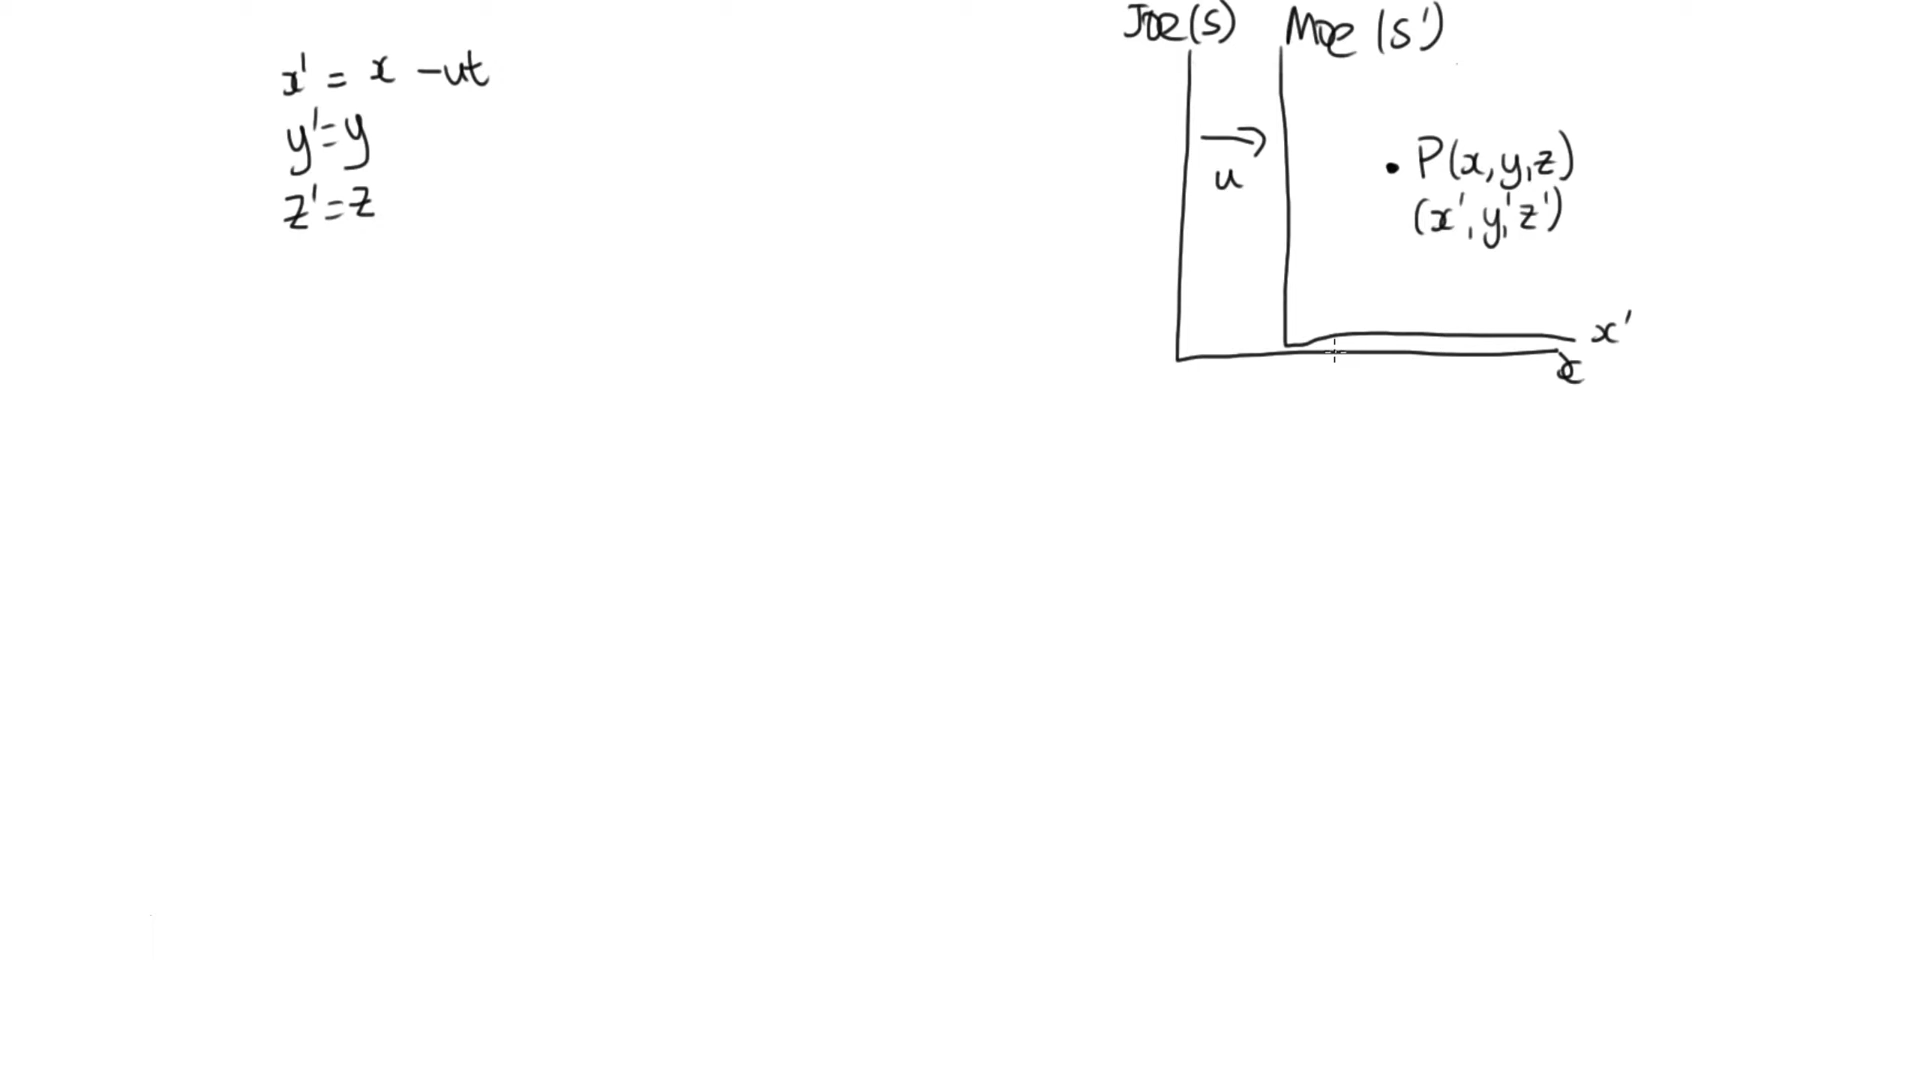 x' = x - ut
y' = y
z' = z
Joe (S) Moe (S')
u
P(x, y, z)
(x', y', z')
x'
x